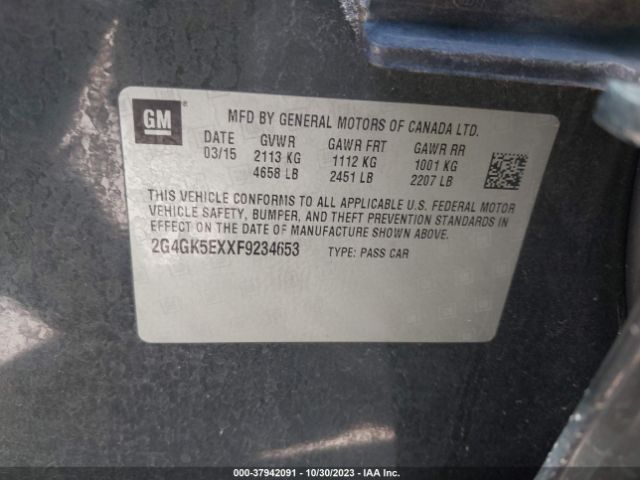 GM ®
MFD BY GENERAL MOTORS OF CANADA LTD.
DATE GVWR GAWR FRT GAWR RR
03/15 2113 KG 1112 KG 1001 KG
4658 LB 2451 LB 2207 LB
THIS VEHICLE CONFORMS TO ALL APPLICABLE U.S. FEDERAL MOTOR
VEHICLE SAFETY, BUMPER, AND THEFT PREVENTION STANDARDS IN
EFFECT ON THE DATE OF MANUFACTURE SHOWN ABOVE.
2G4GK5EXXF9234653 TYPE: PASS CAR
000-37942091 - 10/30/2023 - IAA Inc.